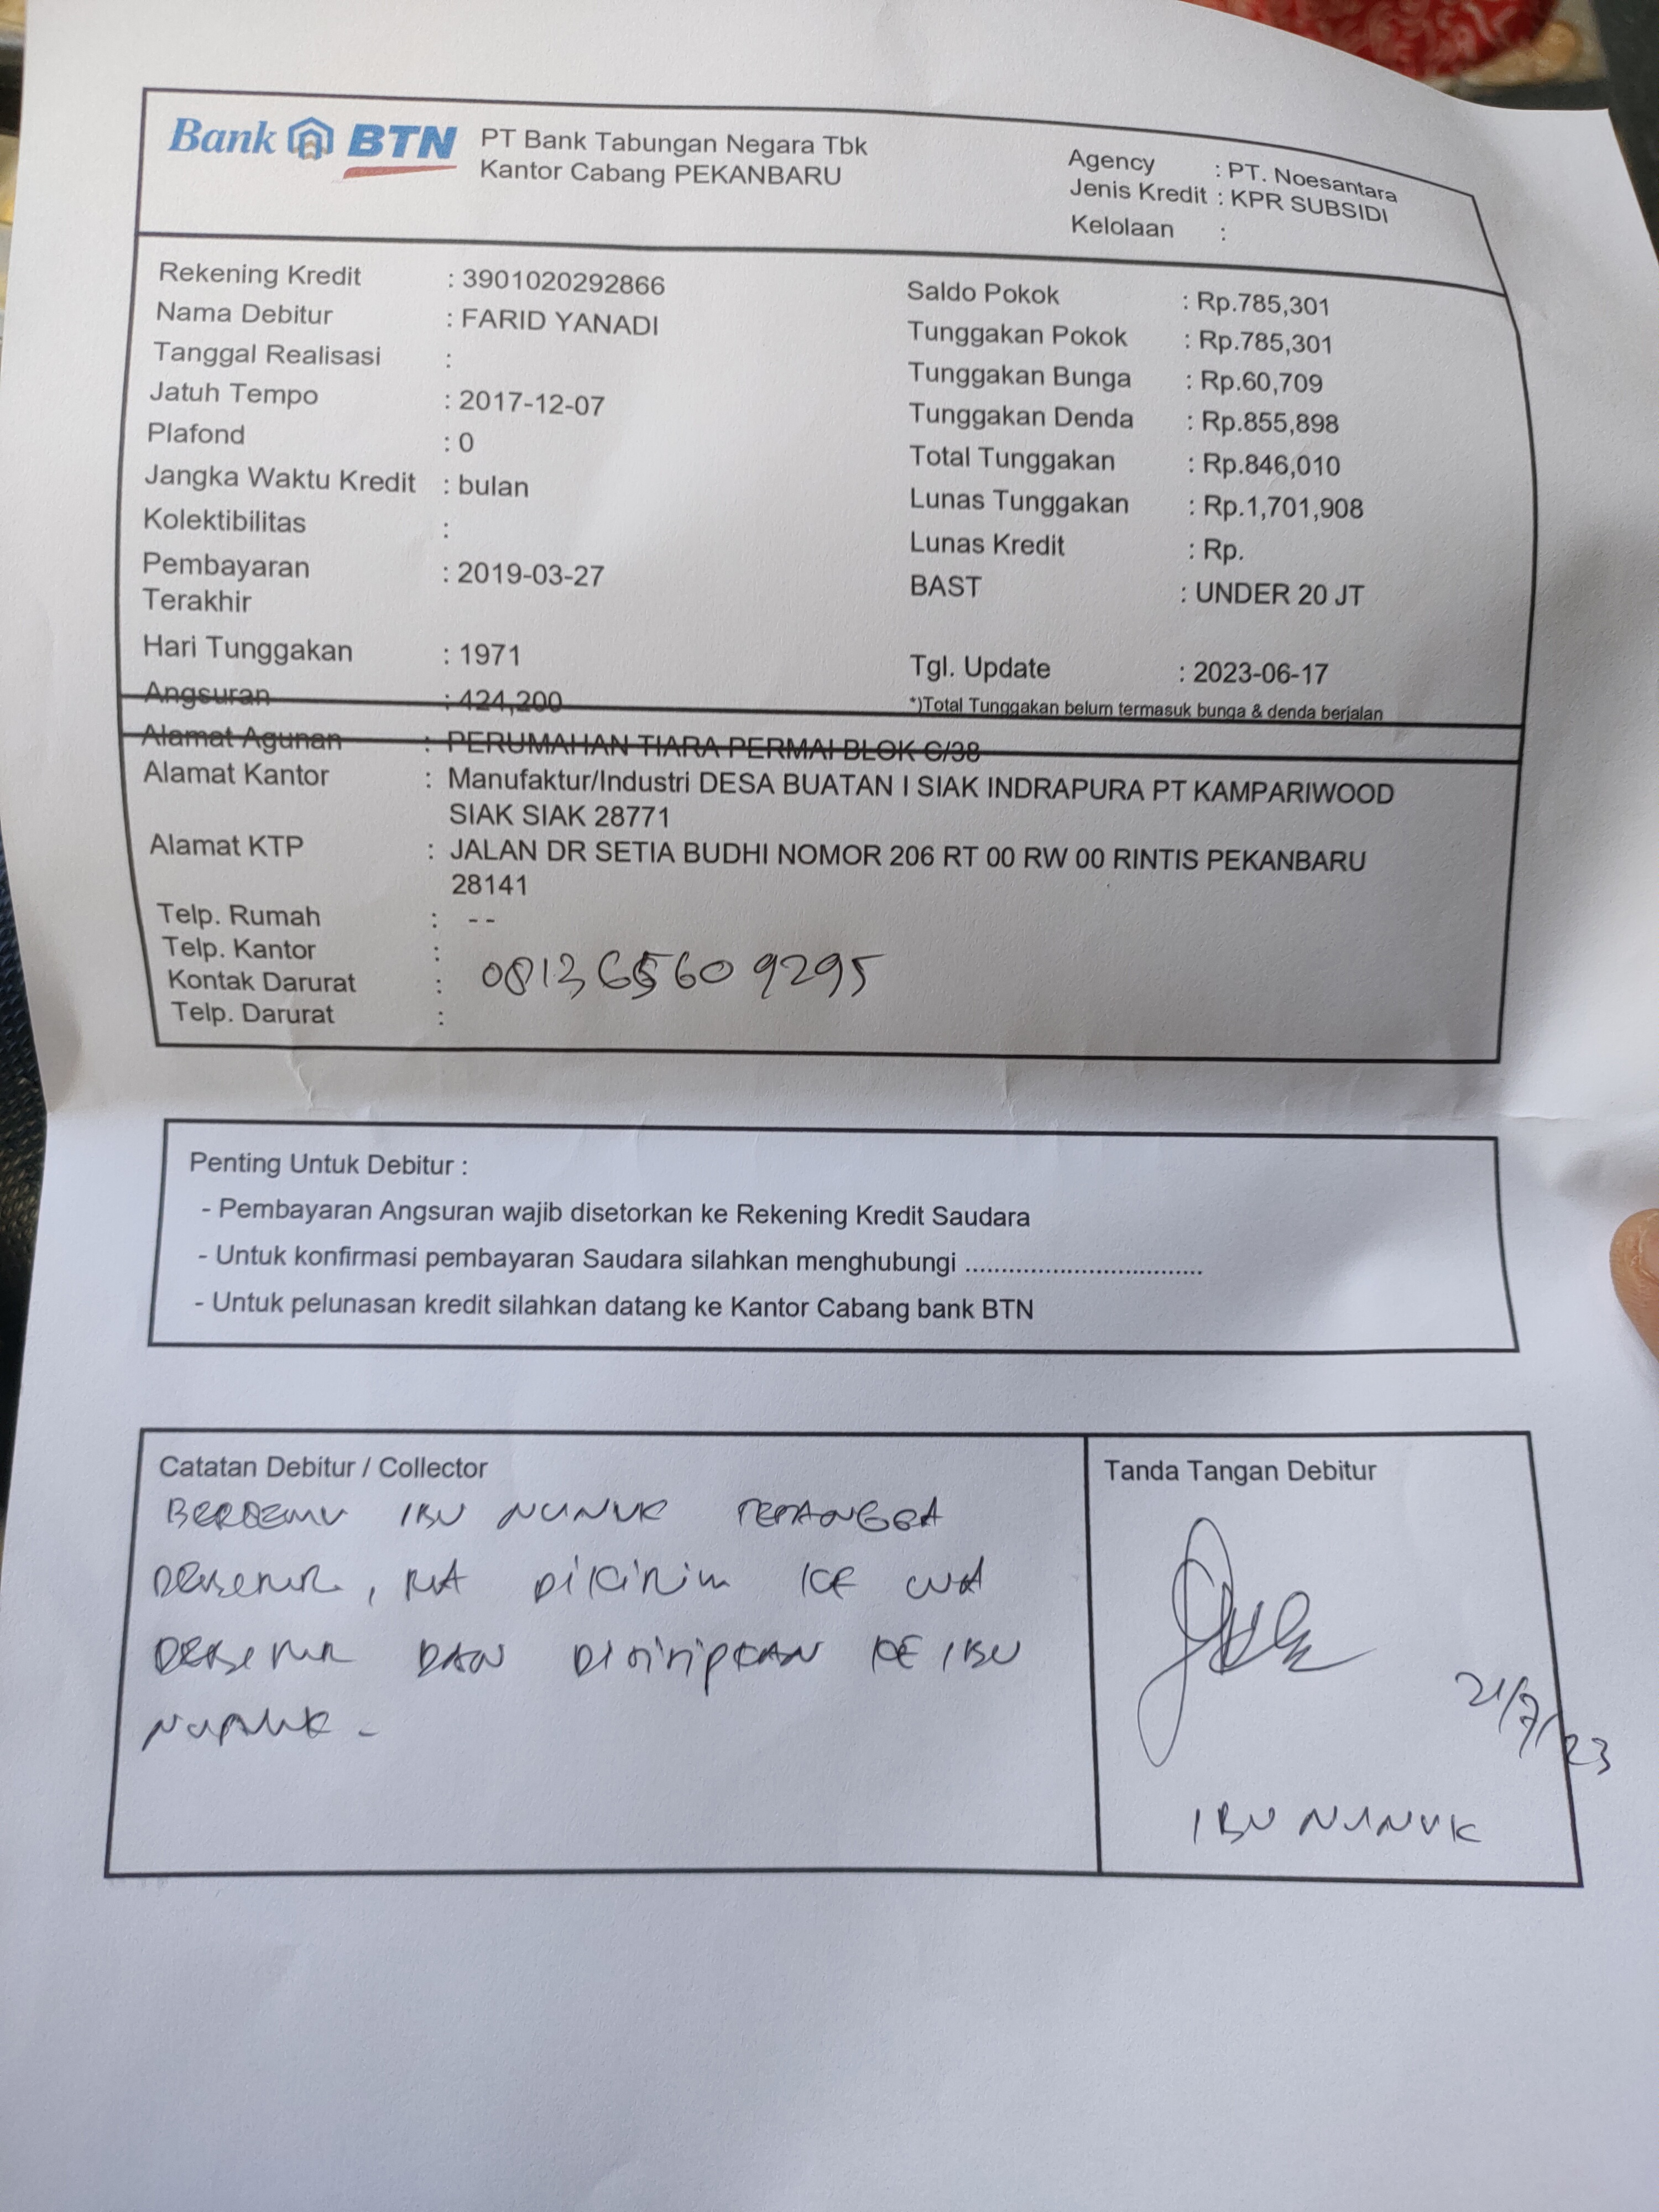 Bank BTN PT Bank Tabungan Negara Tbk
Kantor Cabang PEKANBARU
Agency : PT. Noesantara
Jenis Kredit : KPR SUBSIDI
Kelolaan :
Rekening Kredit : 3901020292866
Nama Debitur : FARID YANADI
Tanggal Realisasi :
Jatuh Tempo : 2017-12-07
Plafond : 0
Jangka Waktu Kredit : bulan
Kolektibilitas :
Pembayaran : 2019-03-27
Terakhir
Hari Tunggakan : 1971
Angsuran : 424,200
Saldo Pokok : Rp.785,301
Tunggakan Pokok : Rp.785,301
Tunggakan Bunga : Rp.60,709
Tunggakan Denda : Rp.855,898
Total Tunggakan : Rp.846,010
Lunas Tunggakan : Rp.1,701,908
Lunas Kredit : Rp.
BAST : UNDER 20 JT
Tgl. Update : 2023-06-17
*)Total Tunggakan belum termasuk bunga & denda berjalan
Alamat Agunan : PERUMAHAN TIARA PERMAI BLOK C/38
Alamat Kantor : Manufaktur/Industri DESA BUATAN I SIAK INDRAPURA PT KAMPARIWOOD
SIAK SIAK 28771
Alamat KTP : JALAN DR SETIA BUDHI NOMOR 206 RT 00 RW 00 RINTIS PEKANBARU
28141
Telp. Rumah : --
Telp. Kantor :
Kontak Darurat :
Telp. Darurat :
Penting Untuk Debitur :
- Pembayaran Angsuran wajib disetorkan ke Rekening Kredit Saudara
- Untuk konfirmasi pembayaran Saudara silahkan menghubungi .................................
- Untuk pelunasan kredit silahkan datang ke Kantor Cabang bank BTN
Catatan Debitur / Collector
IBU NUNUK TETANGGA
DIKIRIM KE WA
DAN DITITIPKAN KE IBU
NUNUK -
Tanda Tangan Debitur
21/7/23
IBU NUNUK